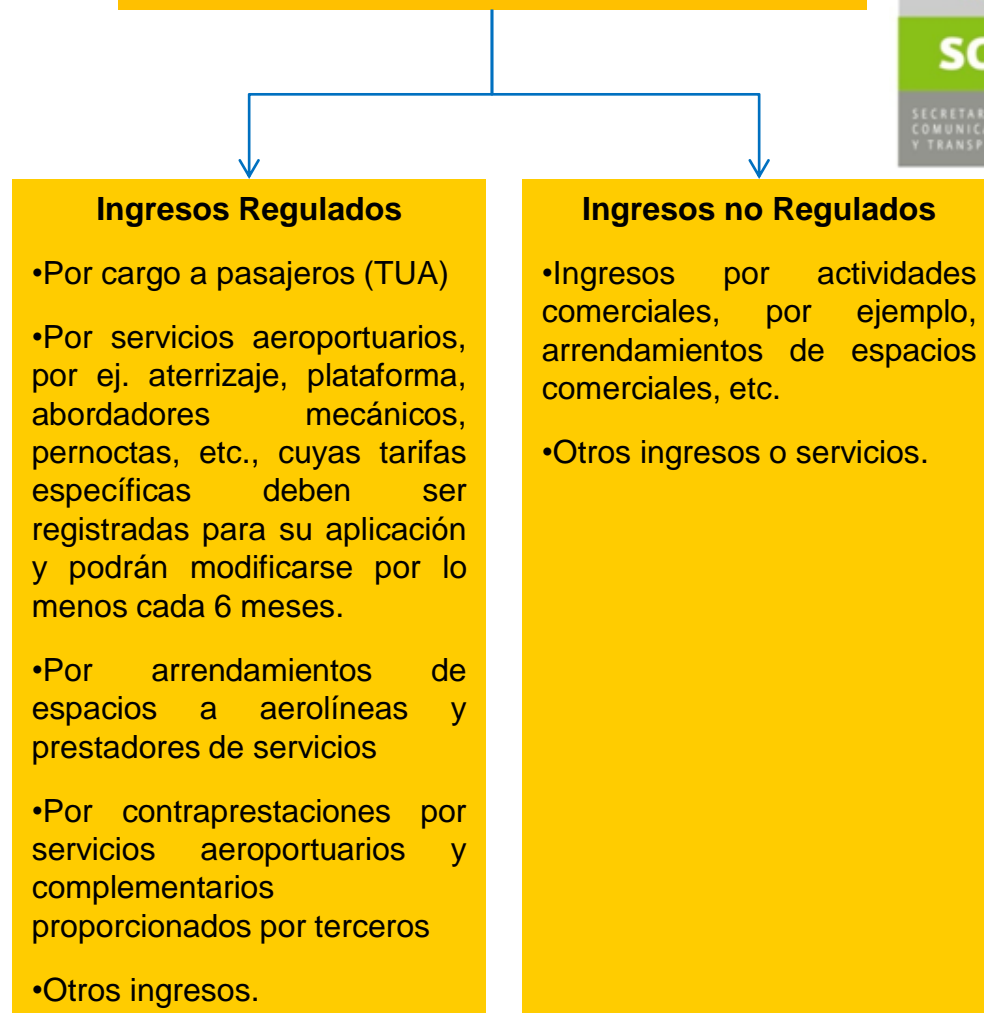 Ingresos Regulados
•Por cargo a pasajeros (TUA)
•Por servicios aeroportuarios,
por ej. aterrizaje, plataforma,
abordadores mecánicos,
pernoctas, etc., cuyas tarifas
específicas deben ser
registradas para su aplicación
y podrán modificarse por lo
menos cada 6 meses.
•Por arrendamientos de
espacios a aerolíneas y
prestadores de servicios
•Por contraprestaciones por
servicios aeroportuarios y
complementarios
proporcionados por terceros
•Otros ingresos.
Ingresos no Regulados
•Ingresos por actividades
comerciales, por ejemplo,
arrendamientos de espacios
comerciales, etc.
•Otros ingresos o servicios.